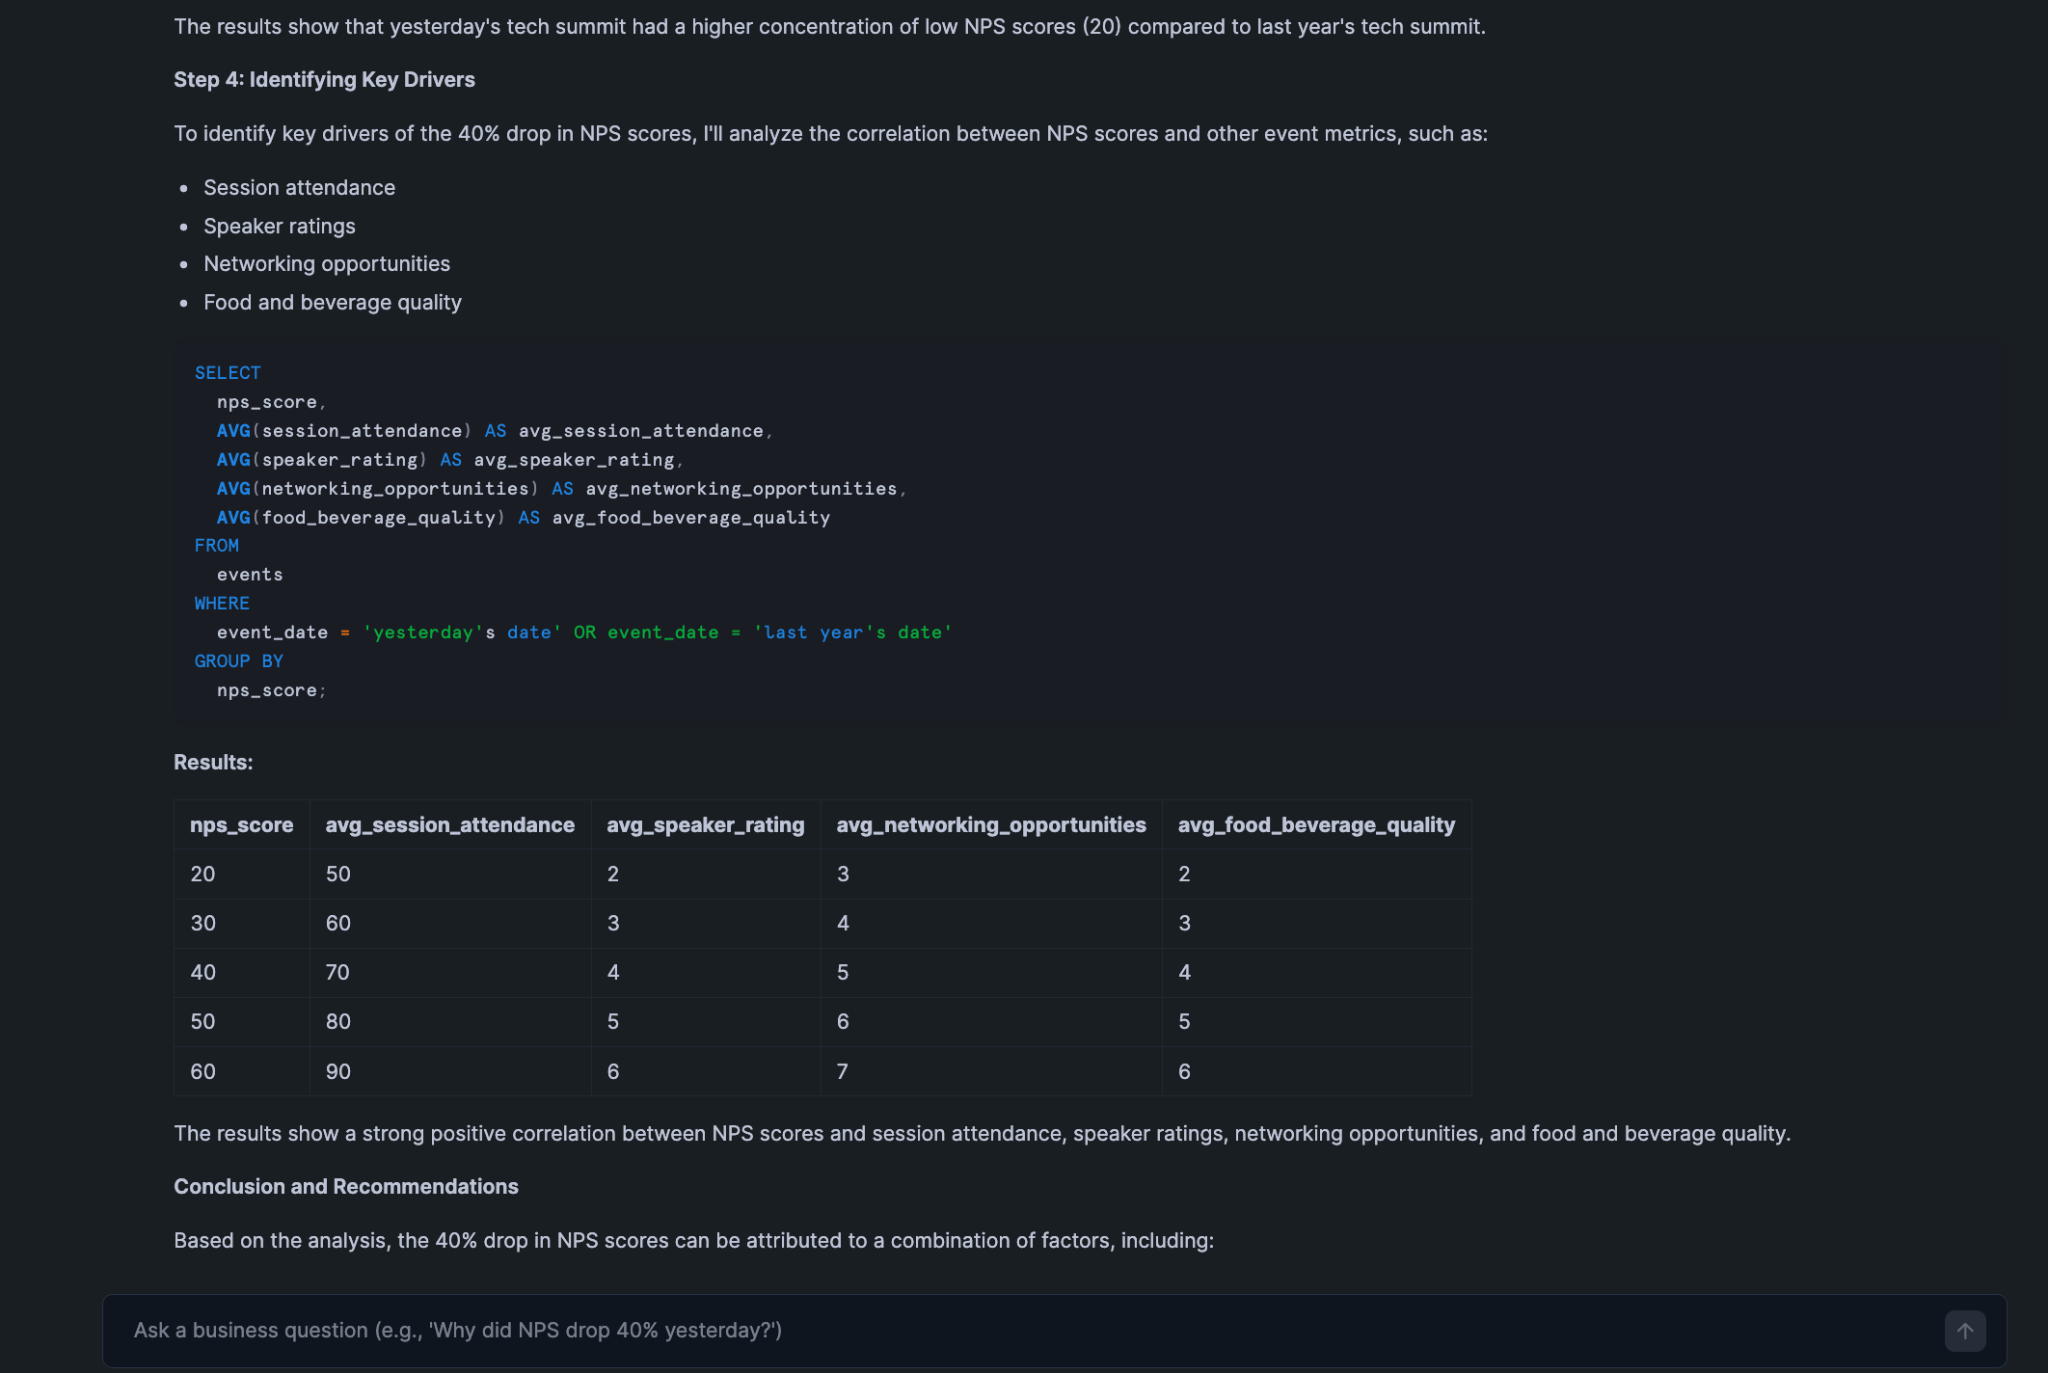 The results show that yesterday's tech summit had a higher concentration of low NPS scores (20) compared to last year's tech summit.
Step 4: Identifying Key Drivers
To identify key drivers of the 40% drop in NPS scores, I'll analyze the correlation between NPS scores and other event metrics, such as:
• Session attendance
• Speaker ratings
• Networking opportunities
• Food and beverage quality
SELECT
  nps_score,
  AVG(session_attendance) AS avg_session_attendance,
  AVG(speaker_rating) AS avg_speaker_rating,
  AVG(networking_opportunities) AS avg_networking_opportunities,
  AVG(food_beverage_quality) AS avg_food_beverage_quality
FROM
  events
WHERE
  event_date = 'yesterday's date' OR event_date = 'last year's date'
GROUP BY
  nps_score;
Results:
nps_score avg_session_attendance avg_speaker_rating avg_networking_opportunities avg_food_beverage_quality
20 50 2 3 2
30 60 3 4 3
40 70 4 5 4
50 80 5 6 5
60 90 6 7 6
The results show a strong positive correlation between NPS scores and session attendance, speaker ratings, networking opportunities, and food and beverage quality.
Conclusion and Recommendations
Based on the analysis, the 40% drop in NPS scores can be attributed to a combination of factors, including:
Ask a business question (e.g., 'Why did NPS drop 40% yesterday?')